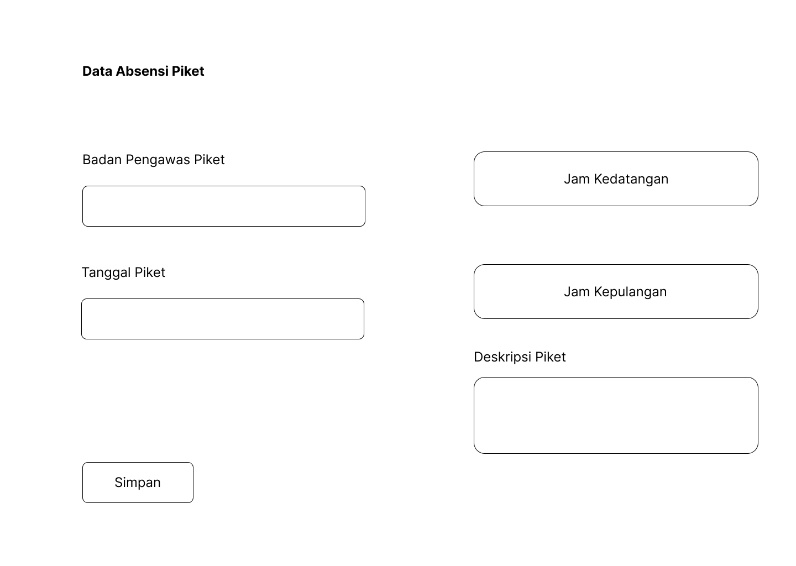 Data Absensi Piket
Badan Pengawas Piket
Tanggal Piket
Simpan
Jam Kedatangan
Jam Kepulangan
Deskripsi Piket